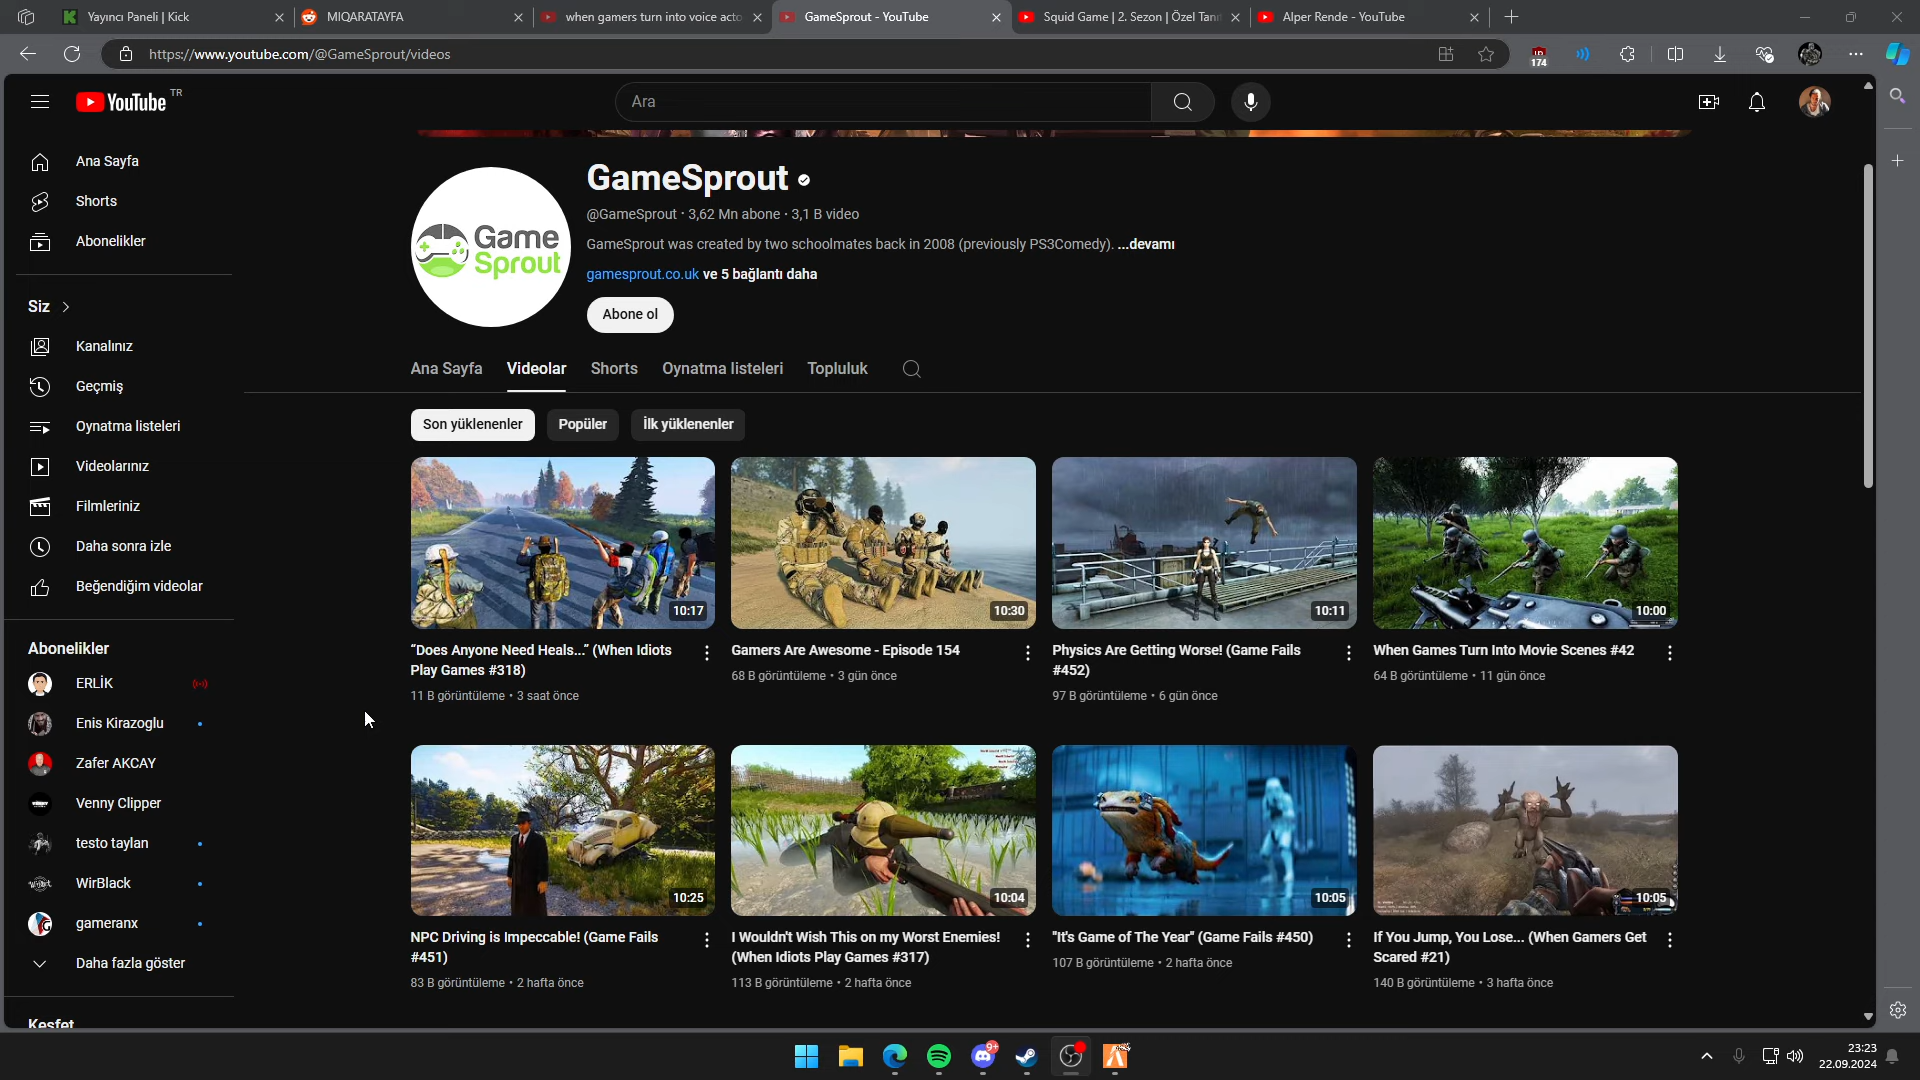 Yayıncı Paneli | Kick
MIQARATAYFA
when gamers turn into voice acto
GameSprout - YouTube
Squid Game | 2. Sezon | Özel Tanı
Alper Rende - YouTube
https://www.youtube.com/@GameSprout/videos
174
YouTube TR
Ara
Ana Sayfa
Shorts
Abonelikler
Siz
Kanalınız
Geçmiş
Oynatma listeleri
Videolarınız
Filmleriniz
Daha sonra izle
Beğendiğim videolar
Abonelikler
ERLİK
Enis Kirazoglu
Zafer AKCAY
Venny Clipper
testo taylan
WirBlack
gameranx
Daha fazla göster
Keşfet
Game
Sprout
GameSprout
@GameSprout · 3,62 Mn abone · 3,1 B video
GameSprout was created by two schoolmates back in 2008 (previously PS3Comedy). ...devamı
gamesprout.co.uk ve 5 bağlantı daha
Abone ol
Ana Sayfa Videolar Shorts Oynatma listeleri Topluluk
Son yüklenenler Popüler İlk yüklenenler
10:17
“Does Anyone Need Heals...” (When Idiots
Play Games #318)
11 B görüntüleme • 3 saat önce
10:30
Gamers Are Awesome - Episode 154
68 B görüntüleme • 3 gün önce
10:11
Physics Are Getting Worse! (Game Fails
#452)
97 B görüntüleme • 6 gün önce
10:00
When Games Turn Into Movie Scenes #42
64 B görüntüleme • 11 gün önce
10:25
NPC Driving is Impeccable! (Game Fails
#451)
83 B görüntüleme • 2 hafta önce
10:04
I Wouldn't Wish This on my Worst Enemies!
(When Idiots Play Games #317)
113 B görüntüleme • 2 hafta önce
10:05
"It's Game of The Year" (Game Fails #450)
107 B görüntüleme • 2 hafta önce
10:05
If You Jump, You Lose... (When Gamers Get
Scared #21)
140 B görüntüleme • 3 hafta önce
9+
23:23
22.09.2024